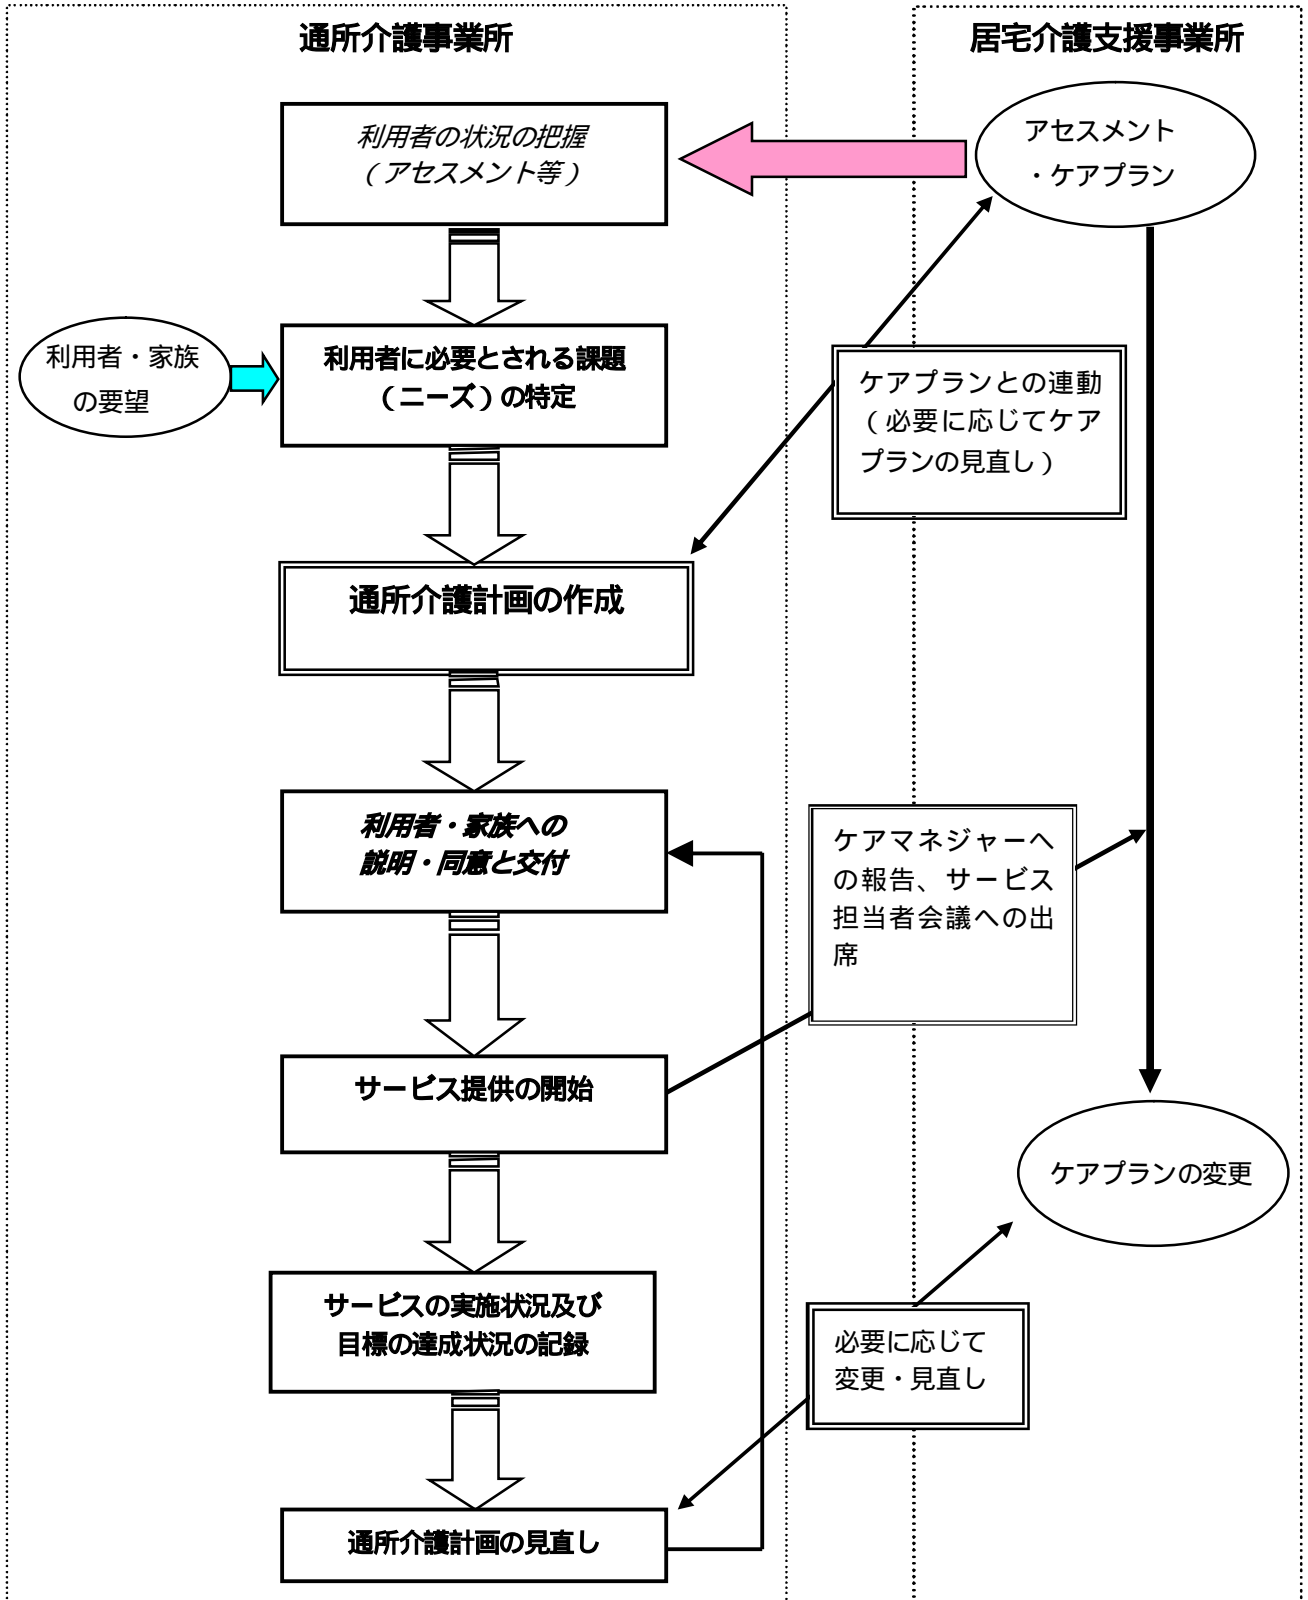 通所介護事業所
居宅介護支援事業所
利用者の状況の把握
（アセスメント等）
アセスメント
・ケアプラン
利用者・家族
の要望
利用者に必要とされる課題
（ニーズ）の特定
ケアプランとの連動
（必要に応じてケア
プランの見直し）
通所介護計画の作成
利用者・家族への
説明・同意と交付
ケアマネジャーへ
の報告、サービス
担当者会議への出
席
サービス提供の開始
ケアプランの変更
サービスの実施状況及び
目標の達成状況の記録
必要に応じて
変更・見直し
通所介護計画の見直し